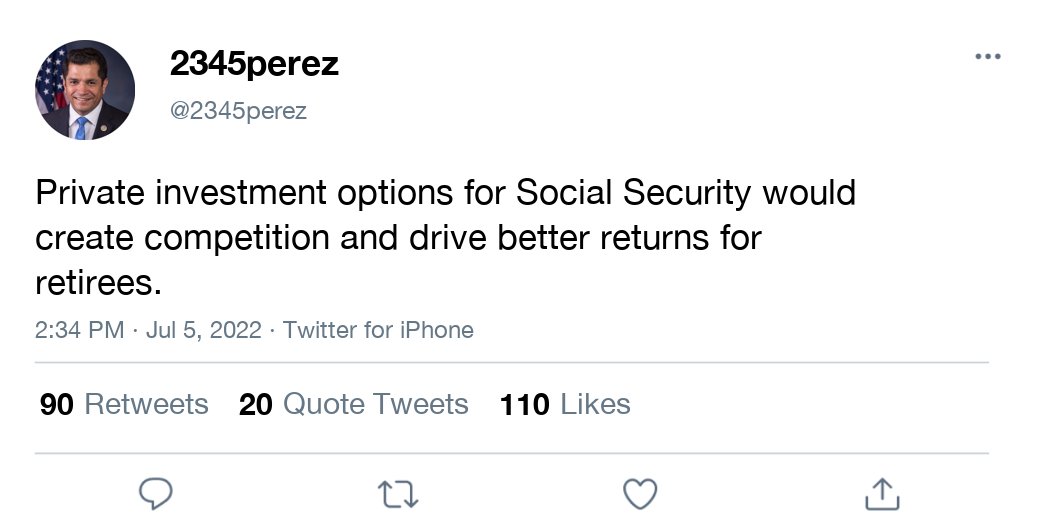 2345perez
@2345perez
Private investment options for Social Security would
create competition and drive better returns for
retirees.
2:34 PM · Jul 5, 2022 · Twitter for iPhone
90 Retweets 20 Quote Tweets 110 Likes